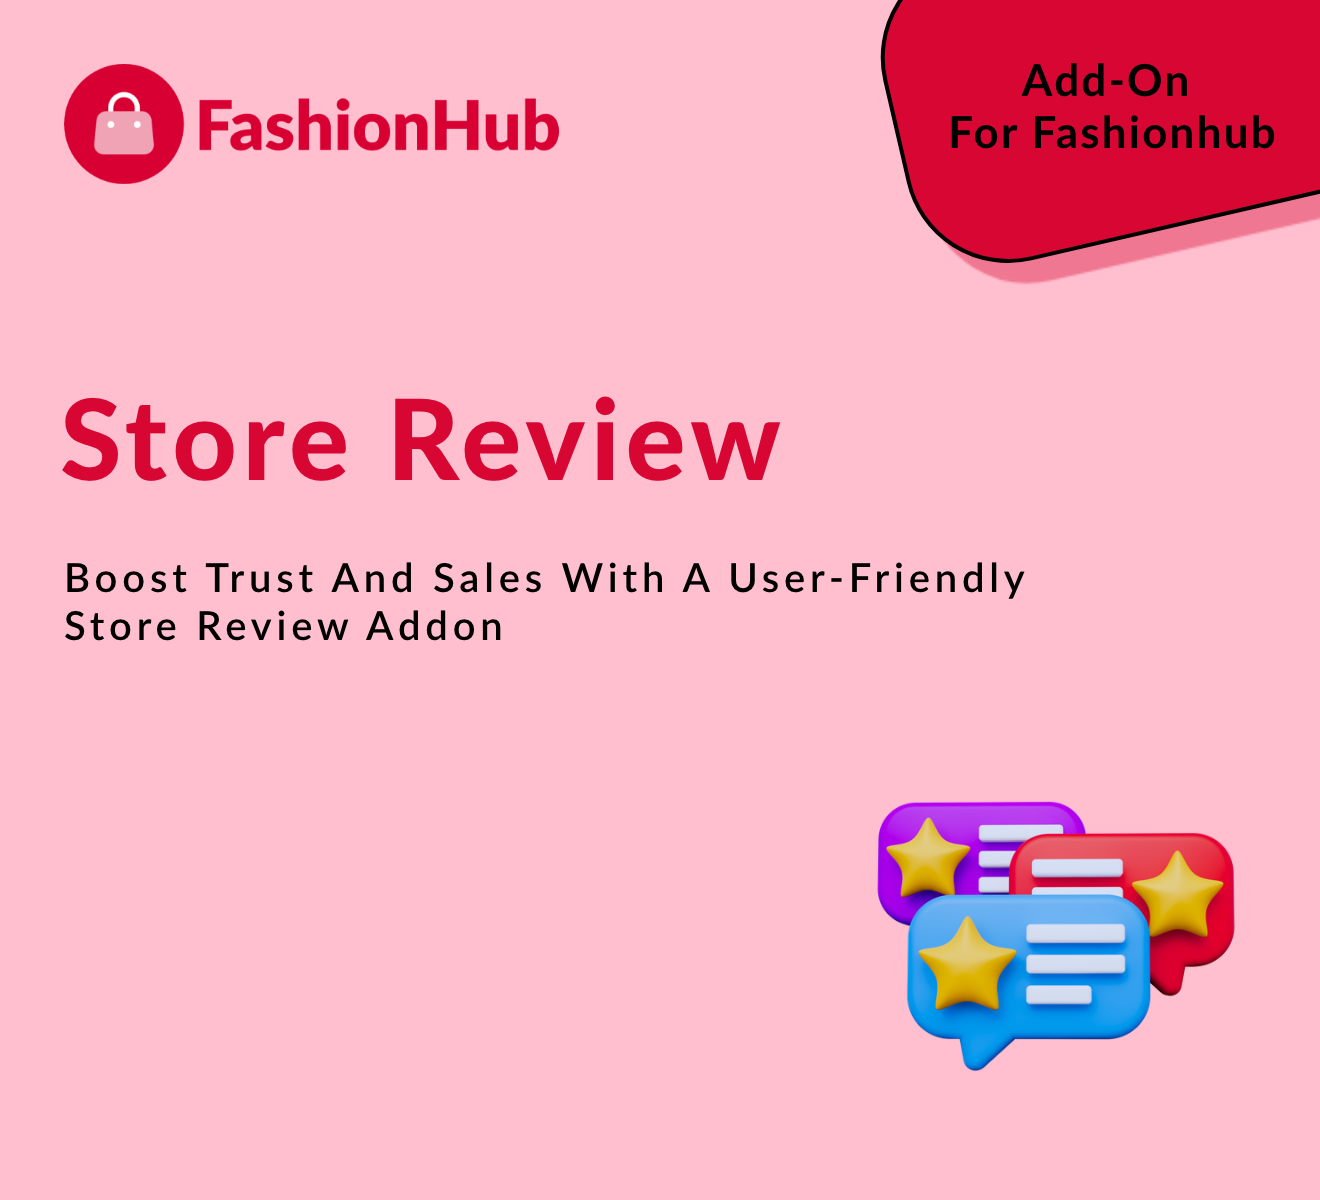 FashionHub
Add-On
For Fashionhub
Store Review
Boost Trust And Sales With A User-Friendly
Store Review Addon